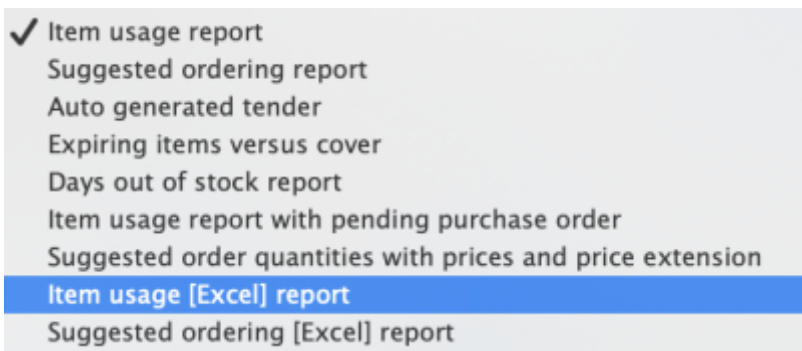 Item usage report
Suggested ordering report
Auto generated tender
Expiring items versus cover
Days out of stock report
Item usage report with pending purchase order
Suggested order quantities with prices and price extension
Item usage [Excel] report
Suggested ordering [Excel] report